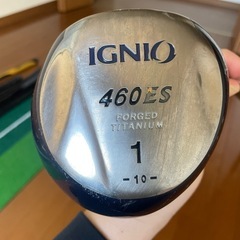 IGNIO
460ES
FORGED
TITANIUM
1
-10-